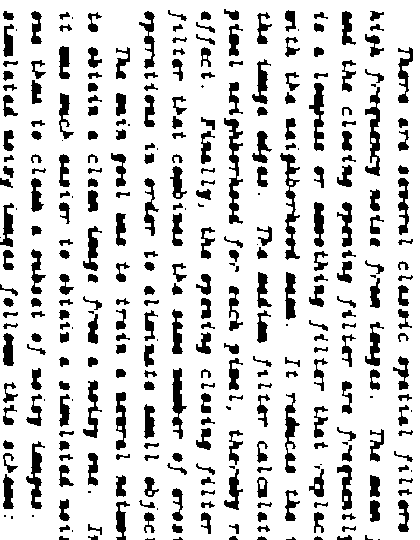 There are several classic spatial filters
high frequency noise from images. The mean
and the closing opening filter are frequently
is a lowpass or smoothing filter that replace
with the neighborhood mean. It reduces the
the image edges. The median filter calculate
pixel neighborhood for each pixel, thereby re
effect. Finally, the opening closing filter
filter that combines the same number of eros
operations in order to eliminate small objec
The main goal was to train a neural networ
to obtain a clean image from a noisy one. I
it was much easier to obtain a simulated noi
one than to clean a subset of noisy images.
simulated noisy images follows this scheme: